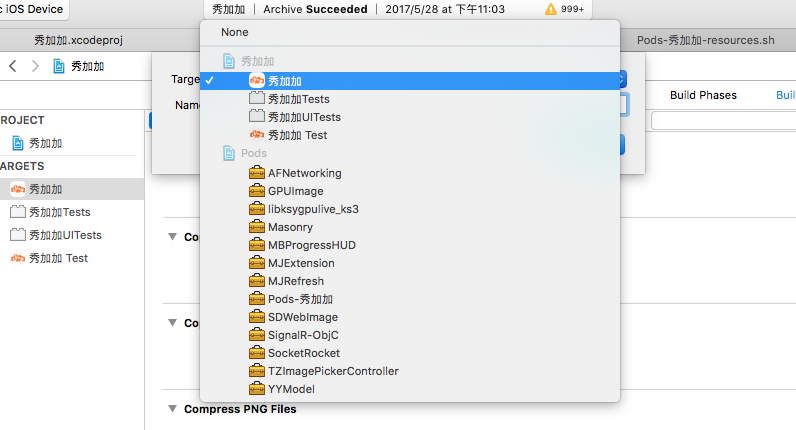 iOS Device
秀加加 | Archive Succeeded | 2017/5/28 at 下午11:03
999+
秀加加.xcodeproj
Pods-秀加加-resources.sh
秀加加
None
秀加加
Targe
秀加加
Name
秀加加Tests
秀加加UITests
秀加加 Test
Build Phases
Buil
ROJECT
秀加加
ARGETS
秀加加
秀加加Tests
秀加加UITests
秀加加 Test
Pods
AFNetworking
GPUImage
libksygpulive_ks3
Masonry
MBProgressHUD
MJExtension
MJRefresh
Pods-秀加加
SDWebImage
SignalR-ObjC
SocketRocket
TZImagePickerController
YYModel
Co
Co
Compress PNG Files